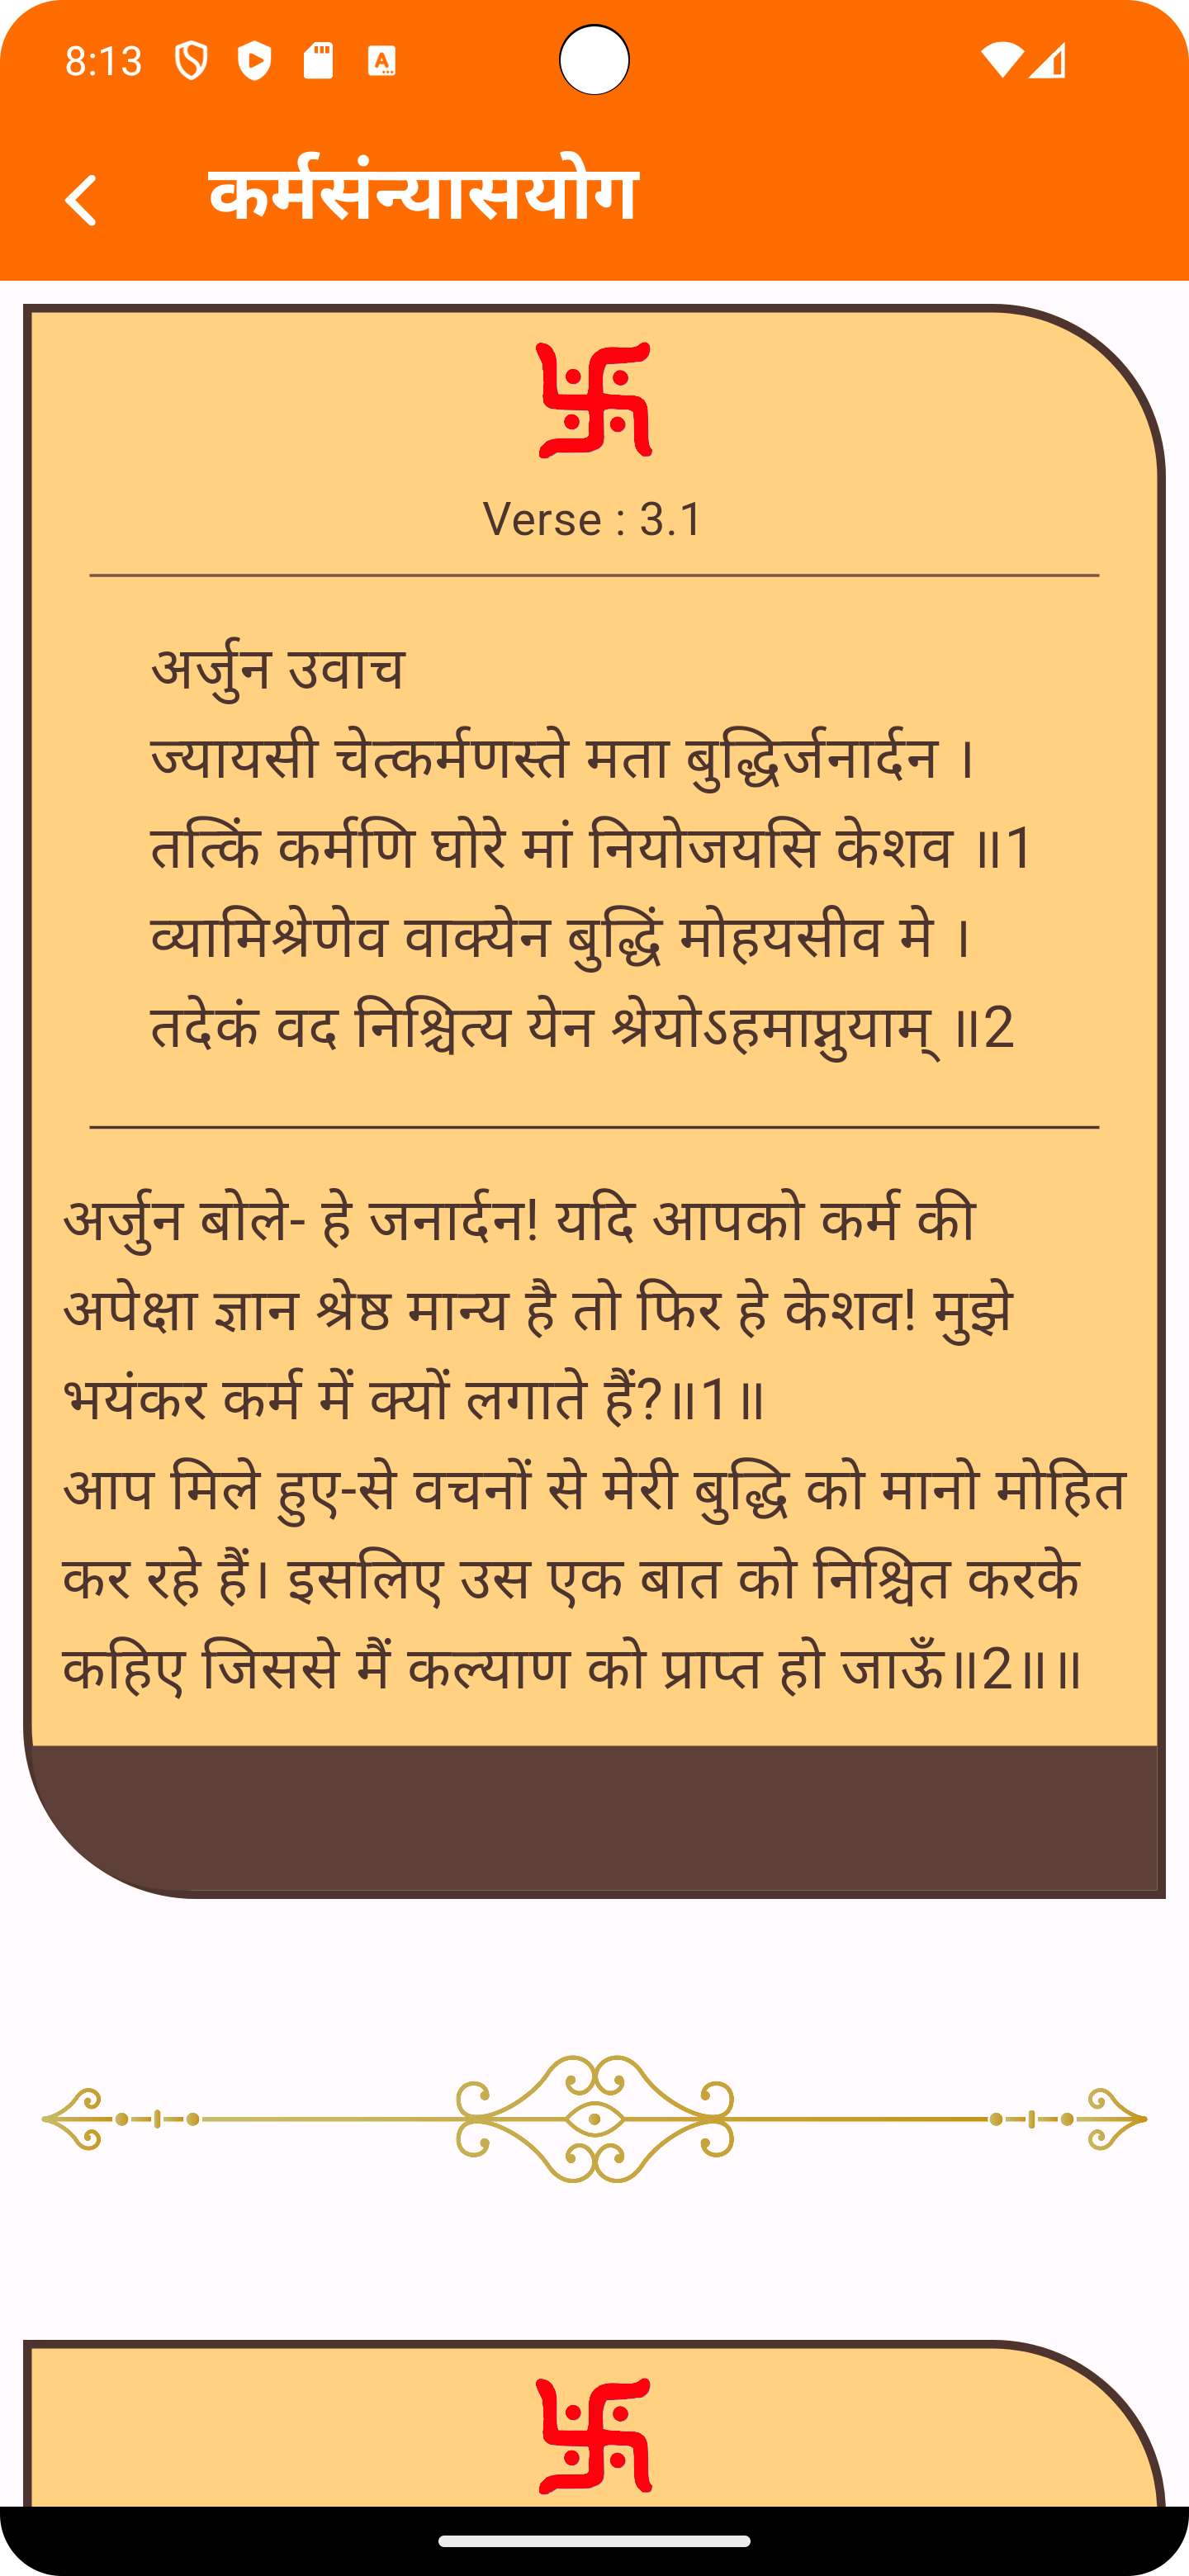 8:13
कर्मसंन्यासयोग
Verse : 3.1
अर्जुन उवाच
ज्यायसी चेत्कर्मणस्ते मता बुद्धिर्जनार्दन ।
तत्किं कर्मणि घोरे मां नियोजयसि केशव ॥1
व्यामिश्रेणेव वाक्येन बुद्धिं मोहयसीव मे ।
तदेकं वद निश्चित्य येन श्रेयोऽहमाप्नुयाम् ॥2
अर्जुन बोले- हे जनार्दन! यदि आपको कर्म की
अपेक्षा ज्ञान श्रेष्ठ मान्य है तो फिर हे केशव! मुझे
भयंकर कर्म में क्यों लगाते हैं?॥1॥
आप मिले हुए-से वचनों से मेरी बुद्धि को मानो मोहित
कर रहे हैं। इसलिए उस एक बात को निश्चित करके
कहिए जिससे मैं कल्याण को प्राप्त हो जाऊँ॥2॥॥